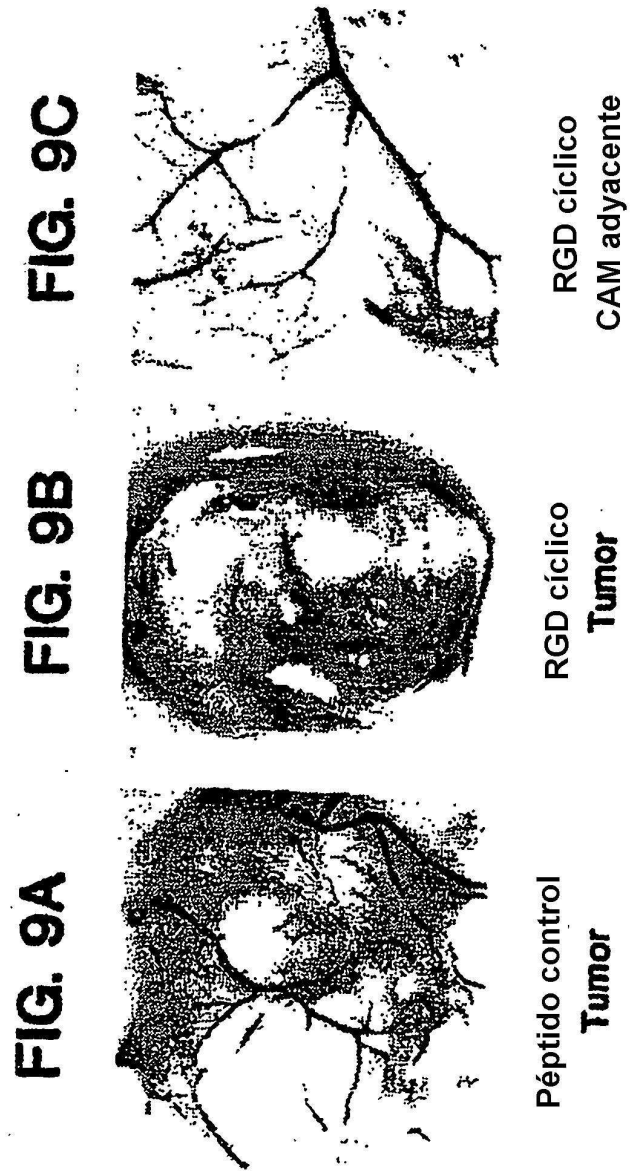 FIG. 9A
Péptido control
Tumor
FIG. 9B
RGD cíclico
Tumor
FIG. 9C
RGD cíclico
CAM adyacente